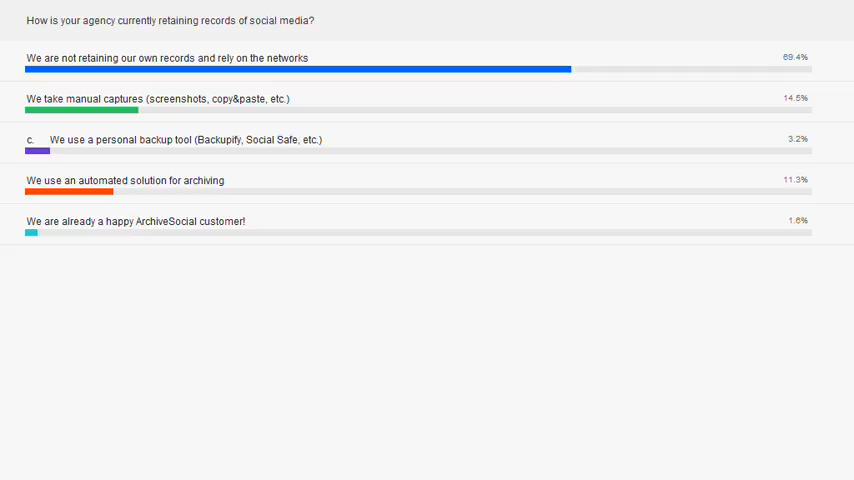 How is your agency currently retaining records of social media?
We are not retaining our own records and rely on the networks 69.4%
We take manual captures (screenshots, copy&paste, etc.) 14.5%
c. We use a personal backup tool (Backupify, Social Safe, etc.) 3.2%
We use an automated solution for archiving 11.3%
We are already a happy ArchiveSocial customer! 1.6%